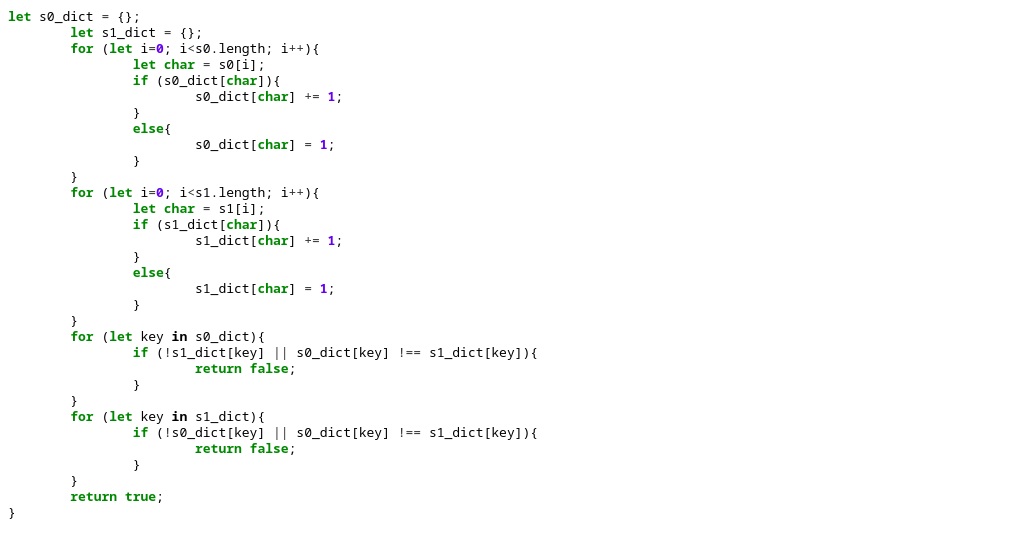 let s0_dict = {};
let s1_dict = {};
for (let i=0; i<s0.length; i++){
let char = s0[i];
if (s0_dict[char]){
s0_dict[char] += 1;
}
else{
s0_dict[char] = 1;
}
}
for (let i=0; i<s1.length; i++){
let char = s1[i];
if (s1_dict[char]){
s1_dict[char] += 1;
}
else{
s1_dict[char] = 1;
}
}
for (let key in s0_dict){
if (!s1_dict[key] || s0_dict[key] !== s1_dict[key]){
return false;
}
}
for (let key in s1_dict){
if (!s0_dict[key] || s0_dict[key] !== s1_dict[key]){
return false;
}
}
return true;
}